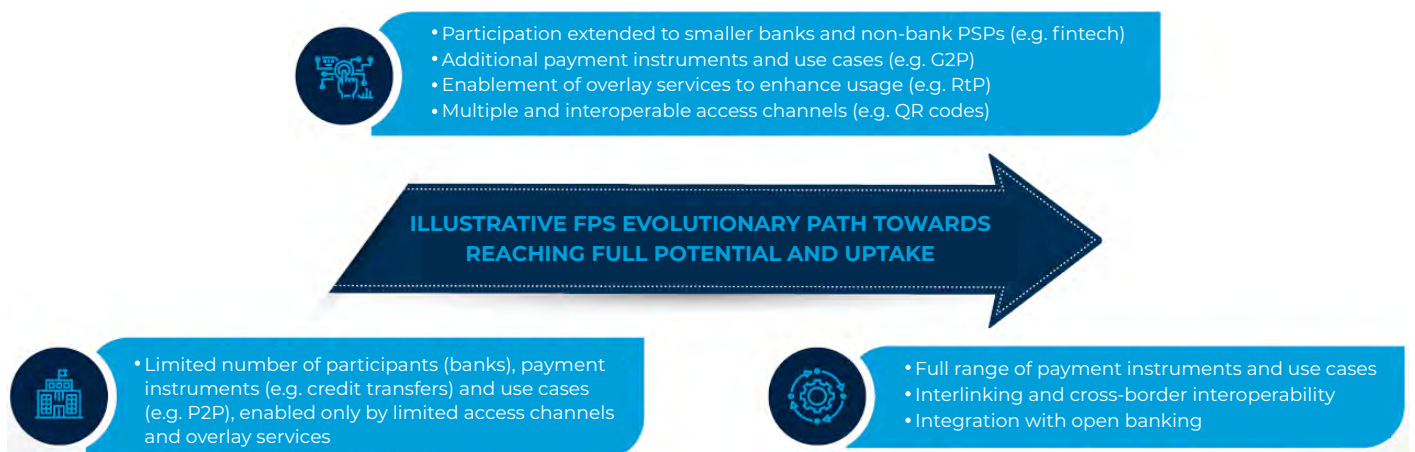 • Participation extended to smaller banks and non-bank PSPs (e.g. fintech)
• Additional payment instruments and use cases (e.g. G2P)
• Enablement of overlay services to enhance usage (e.g. RtP)
• Multiple and interoperable access channels (e.g. QR codes)
ILLUSTRATIVE FPS EVOLUTIONARY PATH TOWARDS
REACHING FULL POTENTIAL AND UPTAKE
• Limited number of participants (banks), payment
instruments (e.g. credit transfers) and use cases
(e.g. P2P), enabled only by limited access channels
and overlay services
• Full range of payment instruments and use cases
• Interlinking and cross-border interoperability
• Integration with open banking